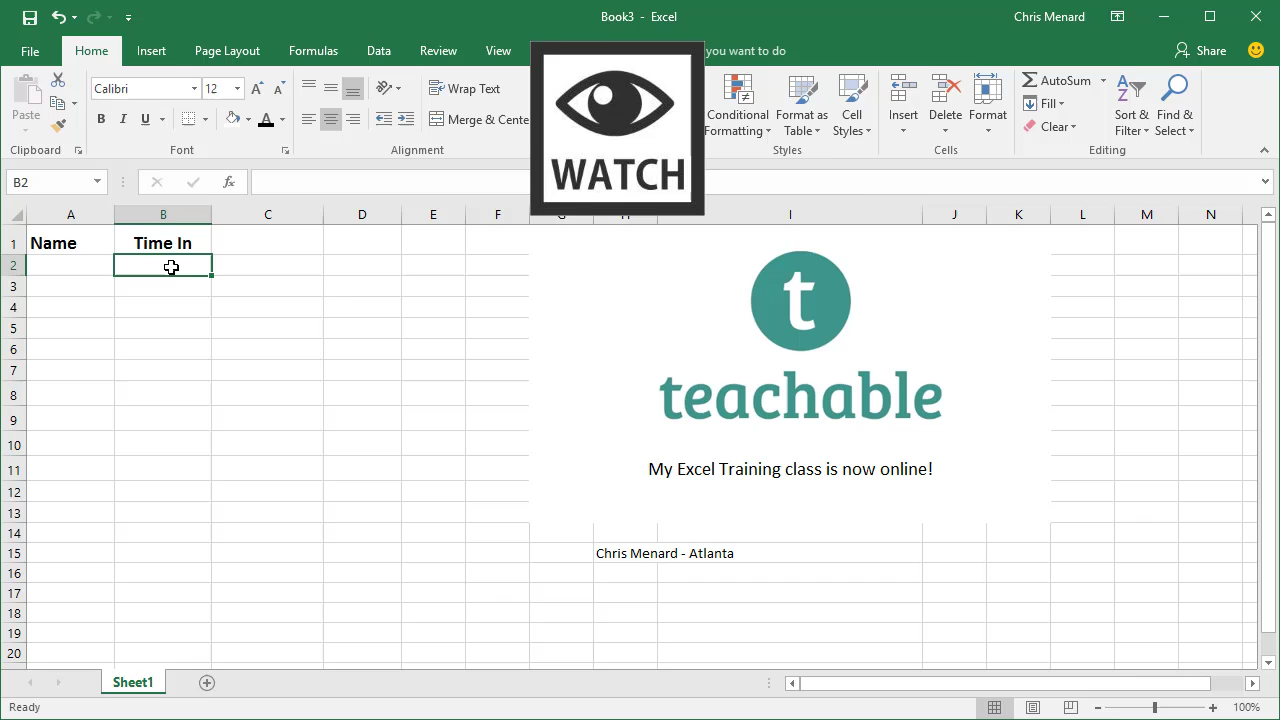 Book3 - Excel
Chris Menard
File Home Insert Page Layout Formulas Data Review View you want to do Share
Paste
Clipboard
Calibri 12
B I U A
Font
Wrap Text
Merge & Cente
Alignment
Conditional Formatting
Format as Table
Cell Styles
Styles
Insert Delete Format
Cells
AutoSum
Fill
Clear
Sort & Filter
Find & Select
Editing
WATCH
B2 fx
A B C D E F I J K L M N
1 Name Time In
2
3
4
5
6
7
8
9
10
11
12
13
14
15
16
17
18
19
20
t
teachable
My Excel Training class is now online!
Chris Menard - Atlanta
Sheet1
Ready 100%